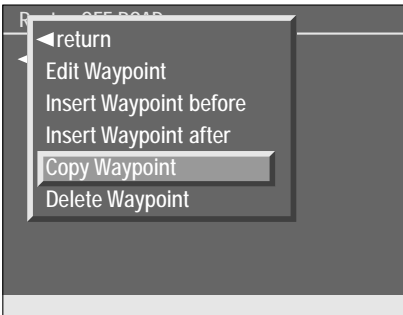 ◄return
Edit Waypoint
Insert Waypoint before
Insert Waypoint after
Copy Waypoint
Delete Waypoint